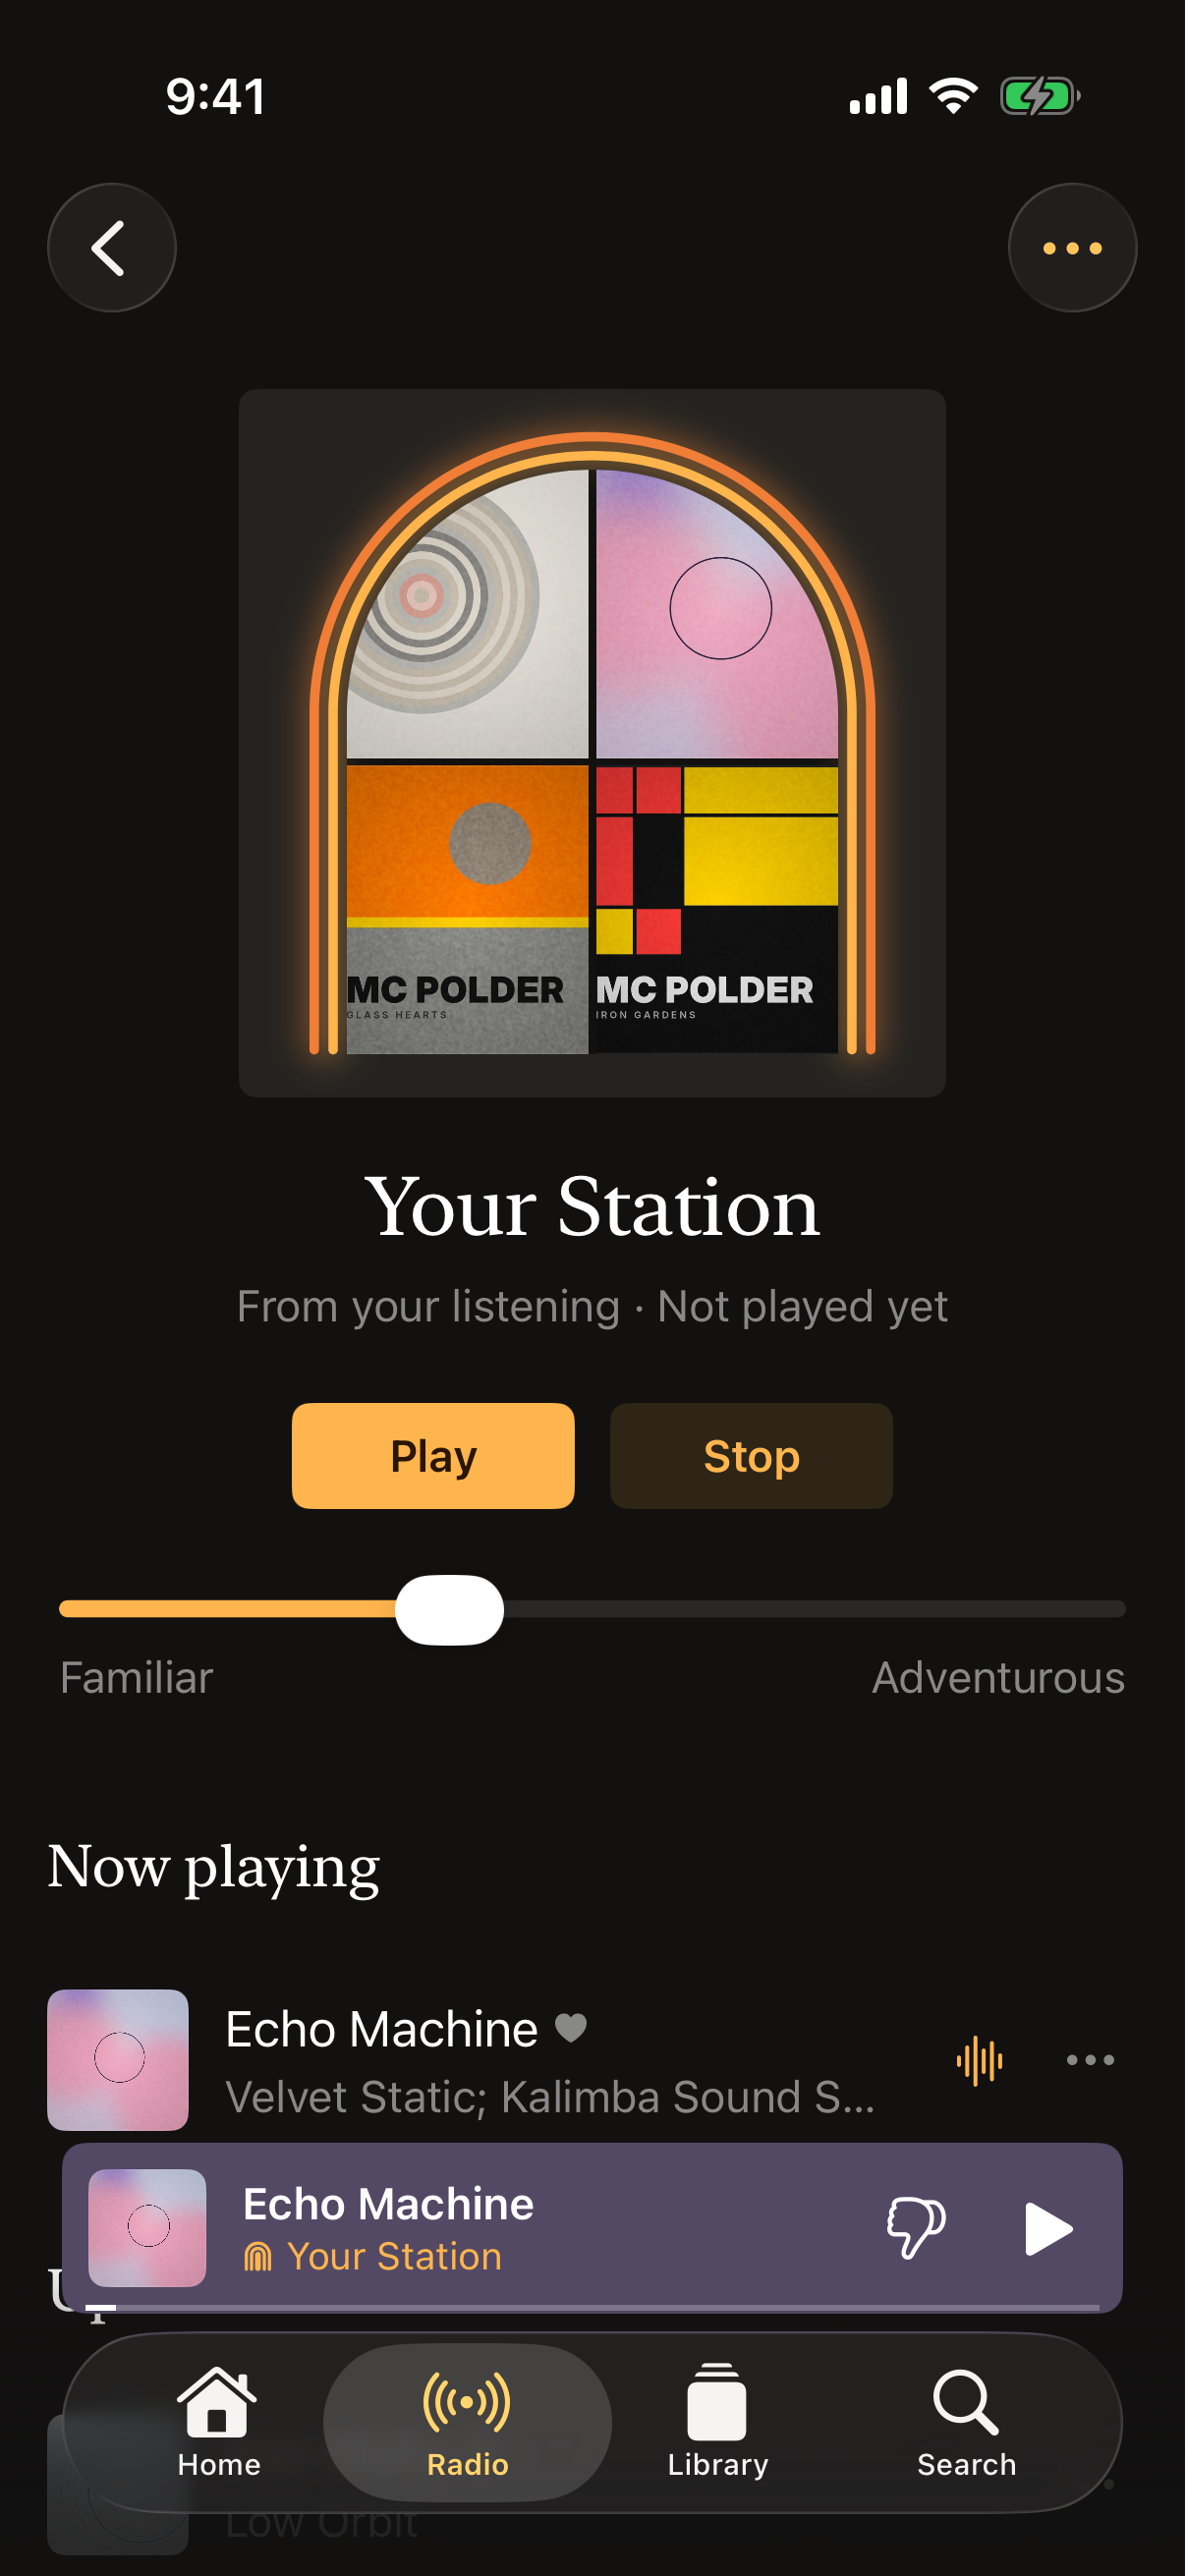 9:41
MC POLDER
GLASS HEARTS
MC POLDER
IRON GARDENS
Your Station
From your listening · Not played yet
Play
Stop
Familiar
Adventurous
Now playing
Echo Machine
Velvet Static; Kalimba Sound S...
Echo Machine
Your Station
Home
Radio
Library
Search
Low Orbit